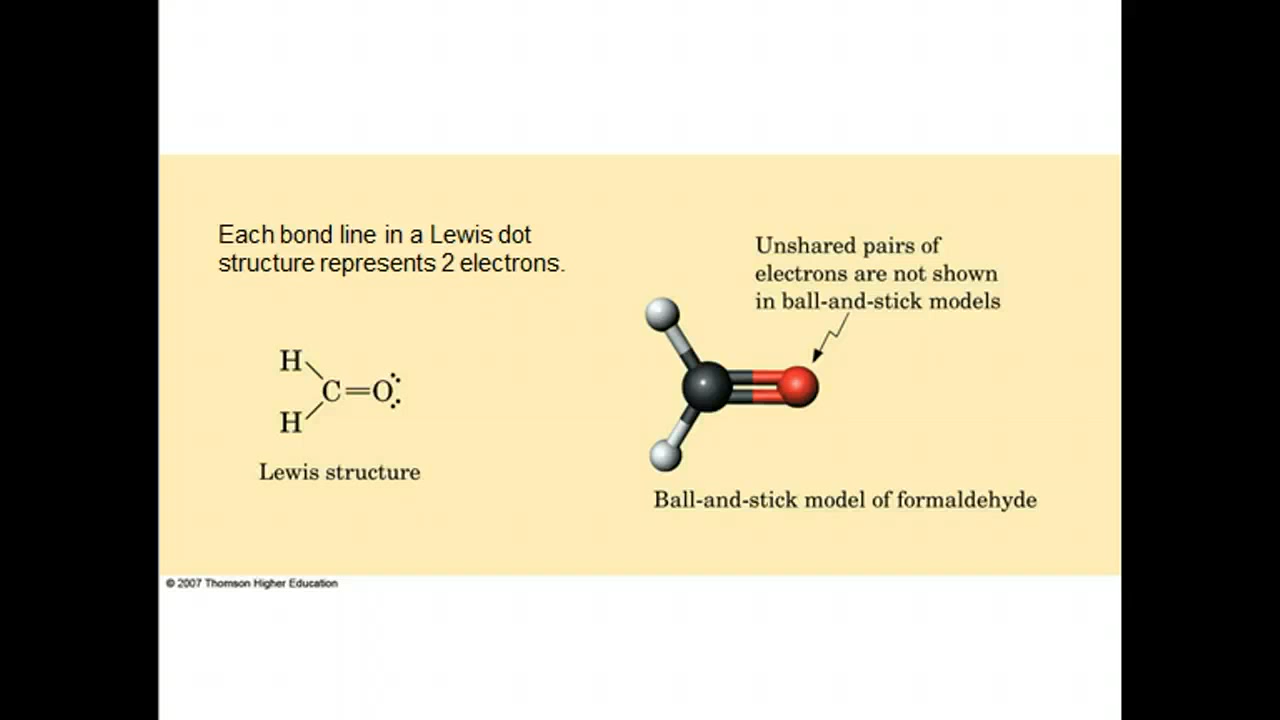 Each bond line in a Lewis dot
structure represents 2 electrons.
Unshared pairs of
electrons are not shown
in ball-and-stick models
H
C=O
H
Lewis structure
Ball-and-stick model of formaldehyde
© 2007 Thomson Higher Education